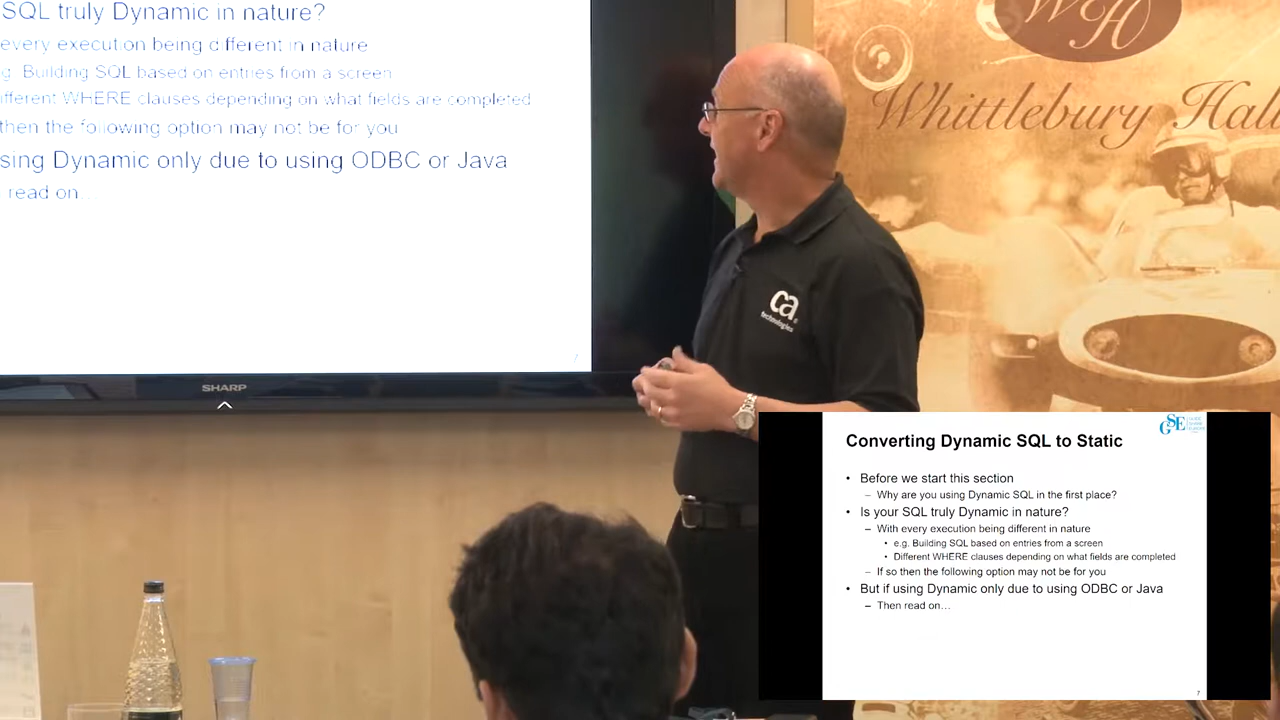 SQL truly Dynamic in nature?
every execution being different in nature
g. Building SQL based on entries from a screen
ifferent WHERE clauses depending on what fields are completed
then the following option may not be for you
sing Dynamic only due to using ODBC or Java
read on...
7
SHARP
WH
Whittlebury Hall
ca
technologies
GSE
Converting Dynamic SQL to Static
• Before we start this section
– Why are you using Dynamic SQL in the first place?
• Is your SQL truly Dynamic in nature?
– With every execution being different in nature
• e.g. Building SQL based on entries from a screen
• Different WHERE clauses depending on what fields are completed
– If so then the following option may not be for you
• But if using Dynamic only due to using ODBC or Java
– Then read on...
7